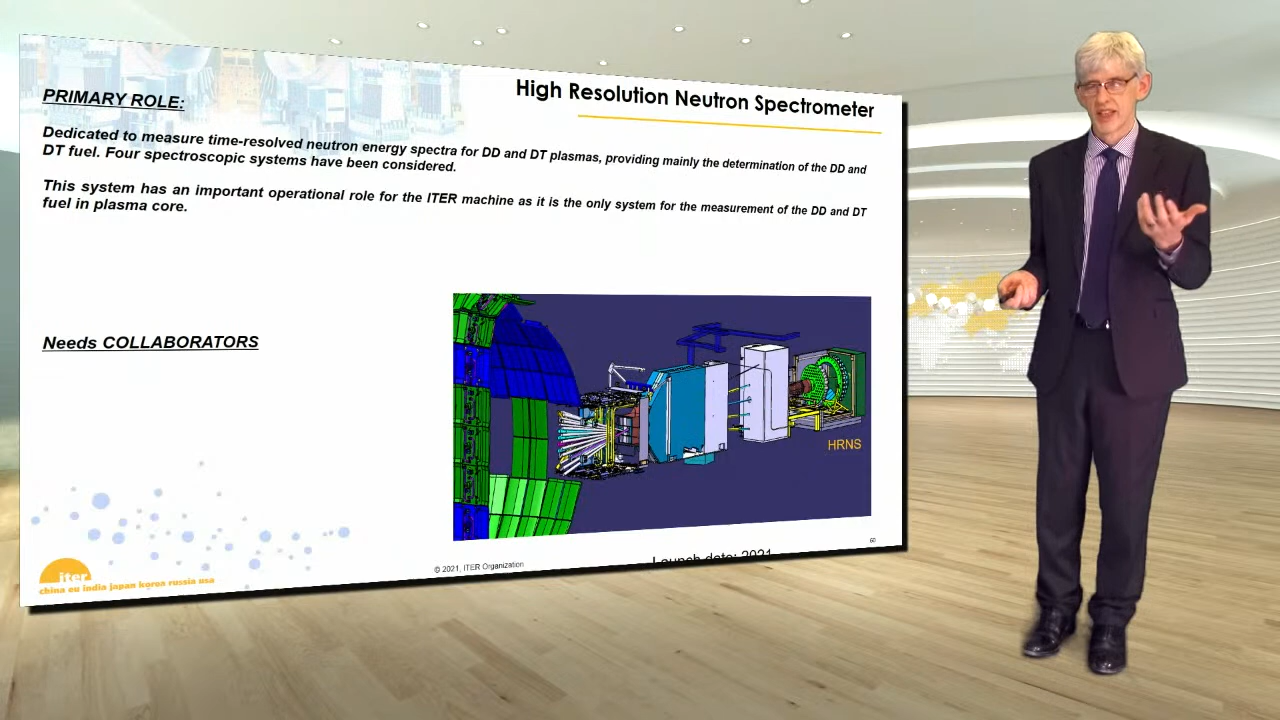 High Resolution Neutron Spectrometer
PRIMARY ROLE:
Dedicated to measure time-resolved neutron energy spectra for DD and DT plasmas, providing mainly the determination of the DD and
DT fuel. Four spectroscopic systems have been considered.
This system has an important operational role for the ITER machine as it is the only system for the measurement of the DD and DT
fuel in plasma core.
Needs COLLABORATORS
HRNS
60
Launch date: 2021
© 2021, ITER Organization
iter
china eu india japan korea russia usa